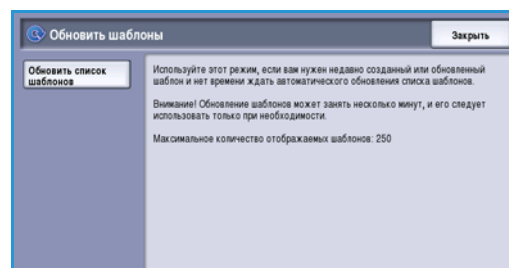 Обновить шаблоны
Закрыть
Обновить список
шаблонов
Используйте этот режим, если вам нужен недавно созданный или обновленный
шаблон и нет времени ждать автоматического обновления списка шаблонов.
Внимание! Обновление шаблонов может занять несколько минут, и его следует
использовать только при необходимости.
Максимальное количество отображаемых шаблонов: 250